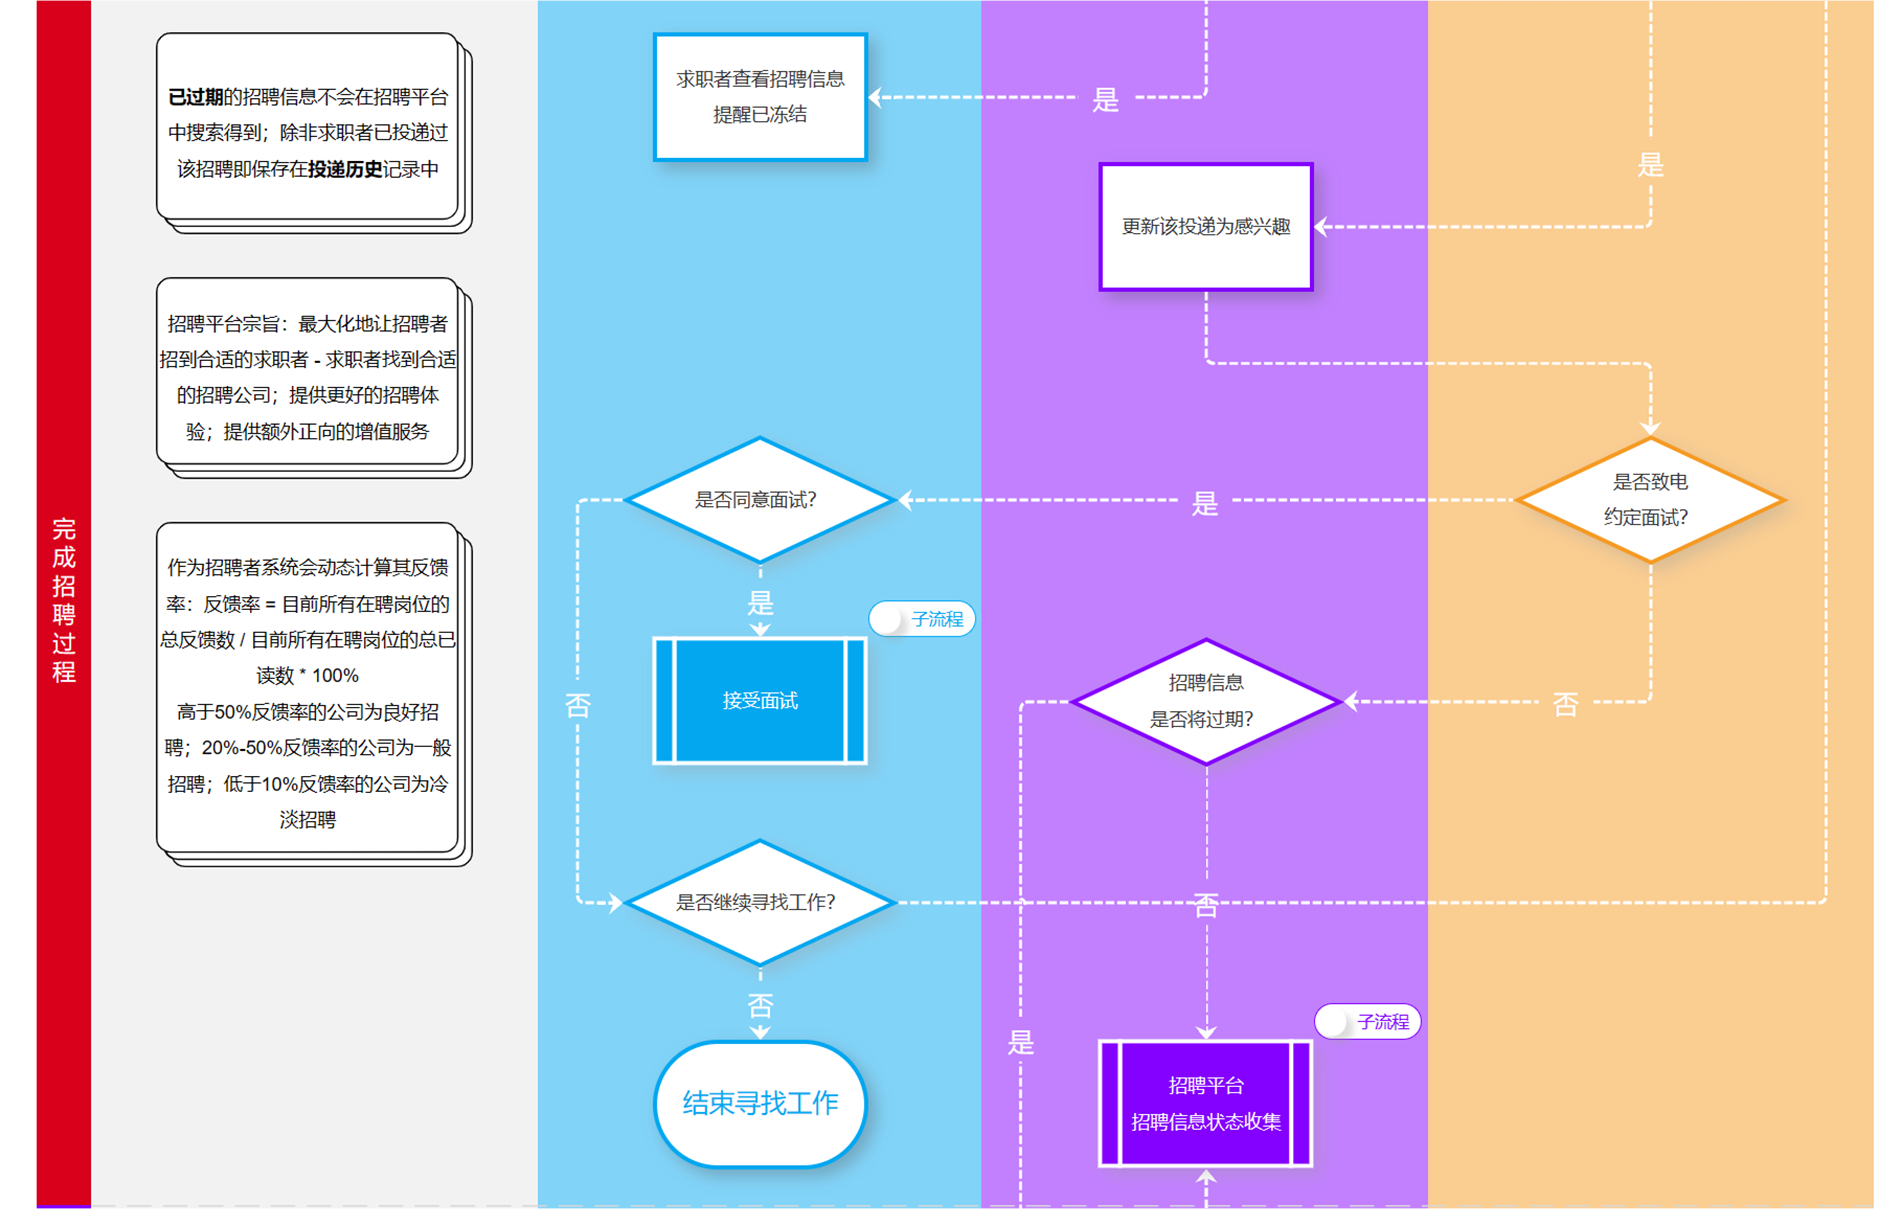 完成招聘过程
已过期的招聘信息不会在招聘平台
中搜索得到；除非求职者已投递过
该招聘即保存在投递历史记录中
招聘平台宗旨：最大化地让招聘者
招到合适的求职者 - 求职者找到合适
的招聘公司；提供更好的招聘体
验；提供额外正向的增值服务
作为招聘者系统会动态计算其反馈
率：反馈率 = 目前所有在聘岗位的
总反馈数 / 目前所有在聘岗位的总已
读数 * 100%
高于50%反馈率的公司为良好招
聘；20%-50%反馈率的公司为一般
招聘；低于10%反馈率的公司为冷
淡招聘
求职者查看招聘信息
提醒已冻结
是
是
更新该投递为感兴趣
是否致电
约定面试？
是
是否同意面试？
是
子流程
接受面试
否
招聘信息
是否将过期？
否
是否继续寻找工作？
否
否
结束寻找工作
是
子流程
招聘平台
招聘信息状态收集